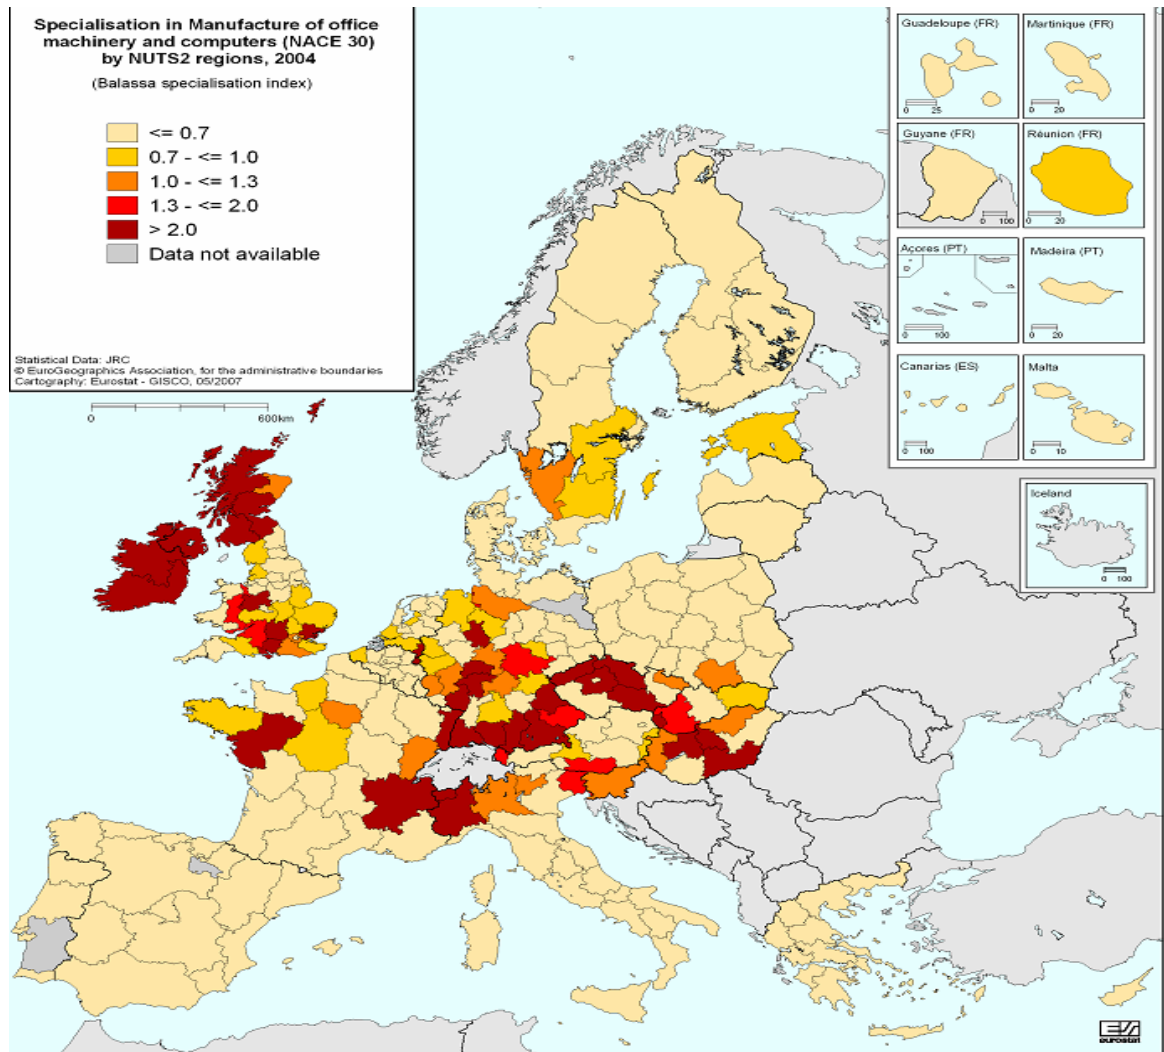 Specialisation in Manufacture of office
machinery and computers (NACE 30)
by NUTS2 regions, 2004
(Balassa specialisation index)
<= 0.7
0.7 - <= 1.0
1.0 - <= 1.3
1.3 - <= 2.0
> 2.0
Data not available
Statistical Data: JRC
© EuroGeographics Association, for the administrative boundaries
Cartography: Eurostat - GISCO, 05/2007
0 600km
Guadeloupe (FR)
0 25
Martinique (FR)
0 20
Guyane (FR)
0 100
Réunion (FR)
0 20
Açores (PT)
0 100
Madeira (PT)
0 20
Canarias (ES)
0 100
Malta
0 10
Iceland
0 100
eurostat